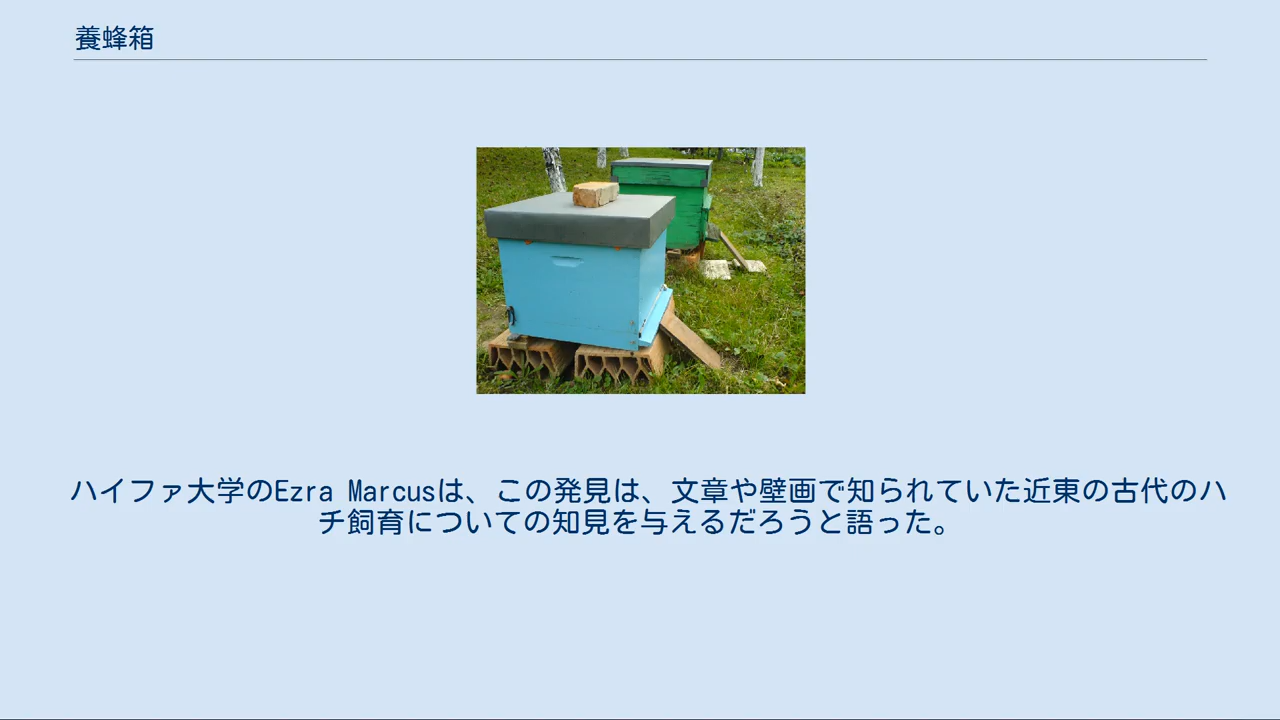 養蜂箱
ハイファ大学のEzra Marcusは、この発見は、文章や壁画で知られていた近東の古代のハ
チ飼育についての知見を与えるだろうと語った。